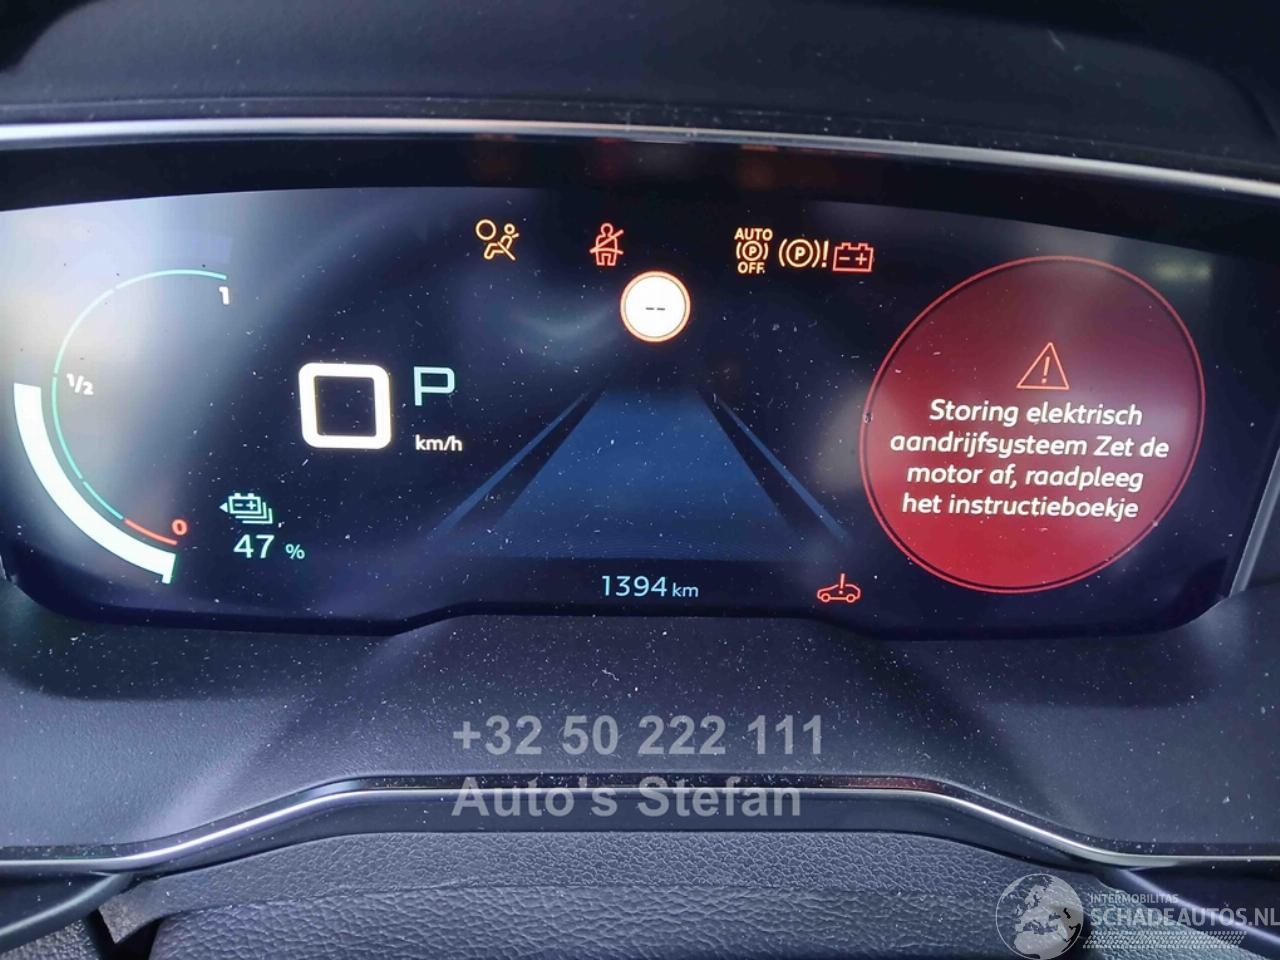 AUTO
(P) (P)!
OFF
--
1
1/2
0
0 P
km/h
47 %
1394 km
Storing elektrisch
aandrijfsysteem Zet de
motor af, raadpleeg
het instructieboekje
+32 50 222 111
Auto's Stefan
INTERMOBILITAS
SCHADEAUTOS.NL